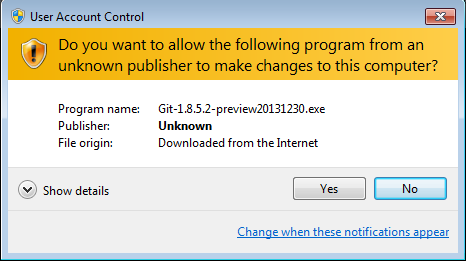 User Account Control
Do you want to allow the following program from an
unknown publisher to make changes to this computer?
Program name: Git-1.8.5.2-preview20131230.exe
Publisher: Unknown
File origin: Downloaded from the Internet
Show details
Yes
No
Change when these notifications appear